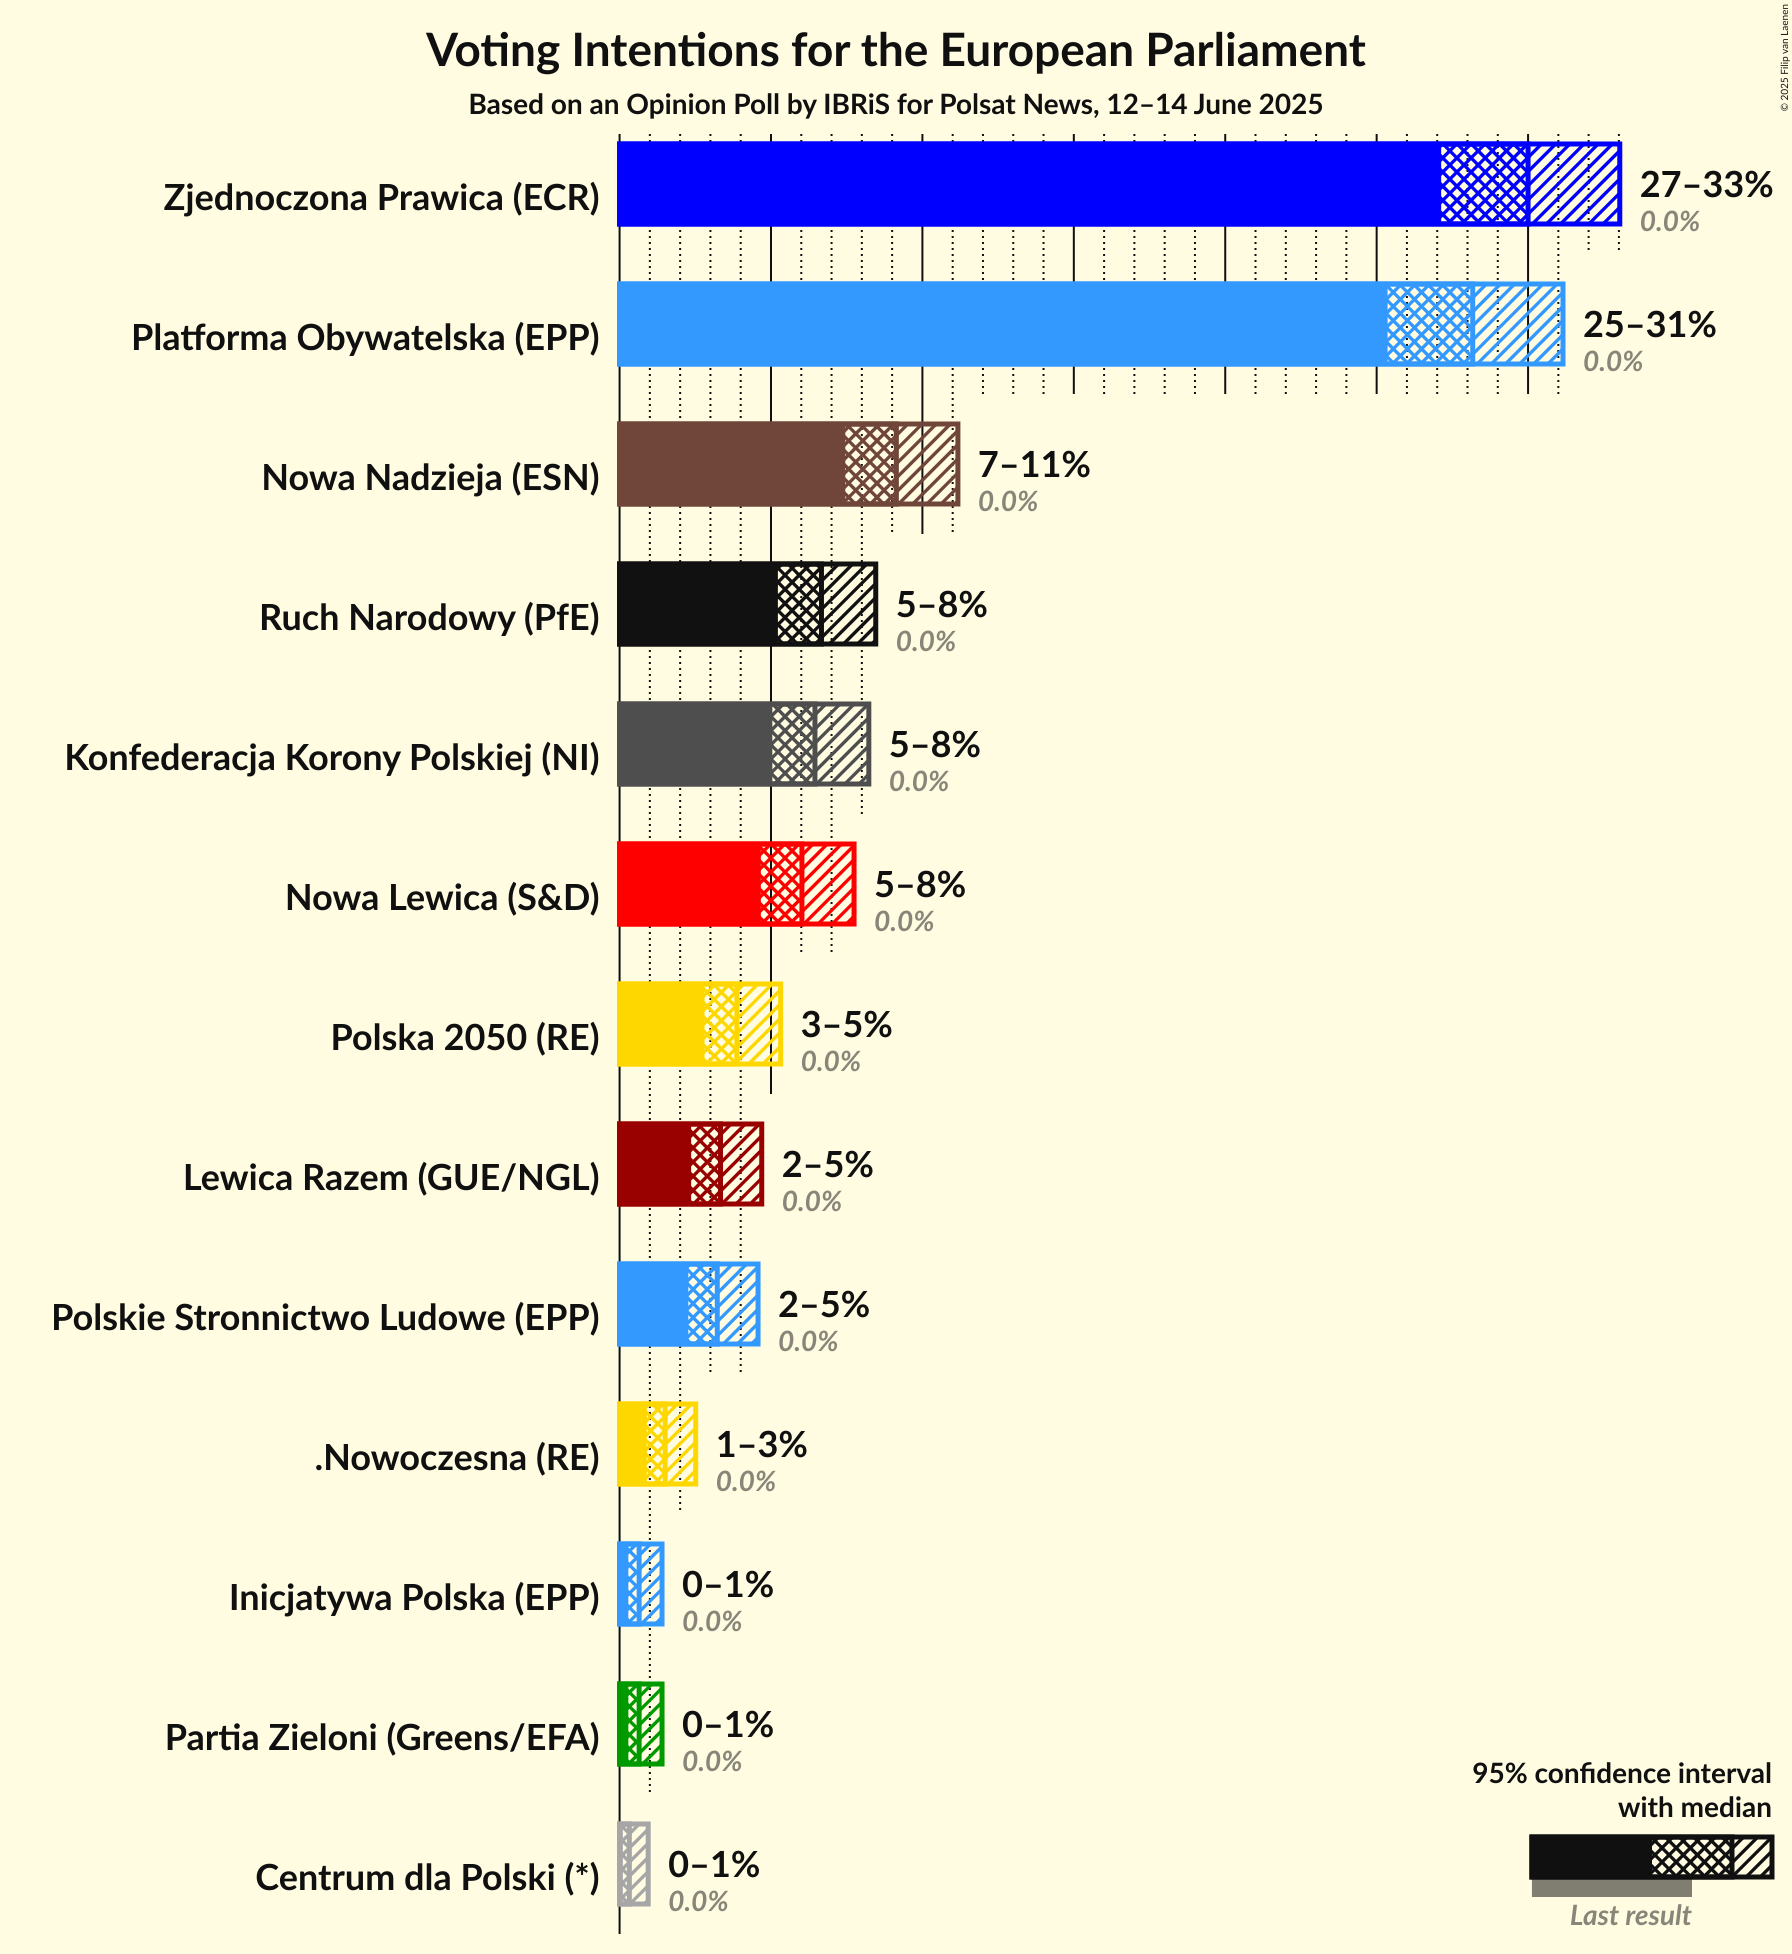 Voting Intentions for the European Parliament
Based on an Opinion Poll by IBRiS for Polsat News, 12–14 June 2025
© 2025 Filip van Laenen
Zjednoczona Prawica (ECR)
27–33%
0.0%
Platforma Obywatelska (EPP)
25–31%
0.0%
Nowa Nadzieja (ESN)
7–11%
0.0%
Ruch Narodowy (PfE)
5–8%
0.0%
Konfederacja Korony Polskiej (NI)
5–8%
0.0%
Nowa Lewica (S&D)
5–8%
0.0%
Polska 2050 (RE)
3–5%
0.0%
Lewica Razem (GUE/NGL)
2–5%
0.0%
Polskie Stronnictwo Ludowe (EPP)
2–5%
0.0%
.Nowoczesna (RE)
1–3%
0.0%
Inicjatywa Polska (EPP)
0–1%
0.0%
Partia Zieloni (Greens/EFA)
0–1%
0.0%
Centrum dla Polski (*)
0–1%
0.0%
95% confidence interval
with median
Last result